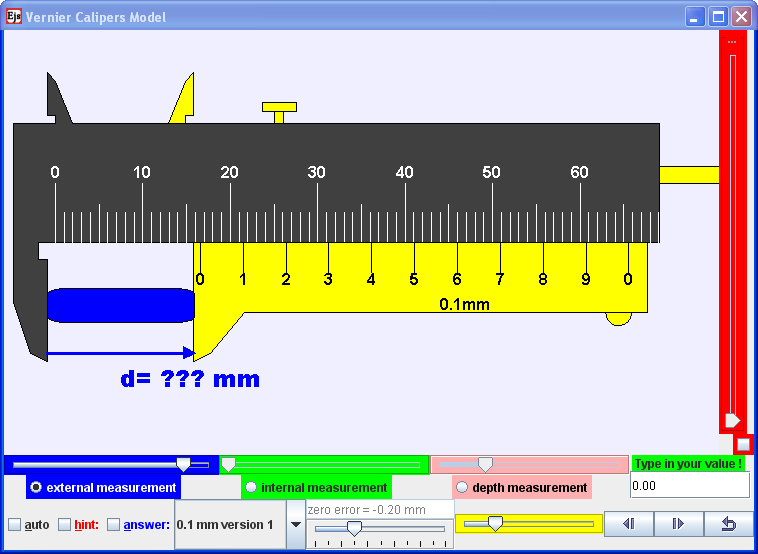 Ejs Vernier Calipers Model
...
0 10 20 30 40 50 60
0 1 2 3 4 5 6 7 8 9 0
0.1mm
d= ??? mm
Type in your value !
external measurement internal measurement depth measurement 0.00
auto hint: answer: 0.1 mm version 1 zero error = -0.20 mm